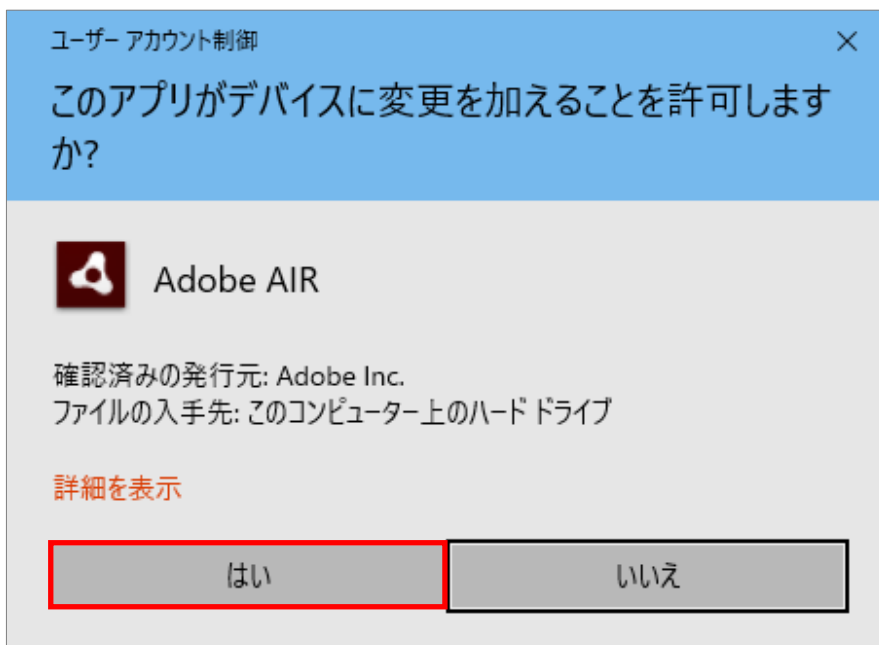 ユーザー アカウント制御
このアプリがデバイスに変更を加えることを許可します
か?
Adobe AIR
確認済みの発行元: Adobe Inc.
ファイルの入手先: このコンピューター上のハード ドライブ
詳細を表示
はい
いいえ